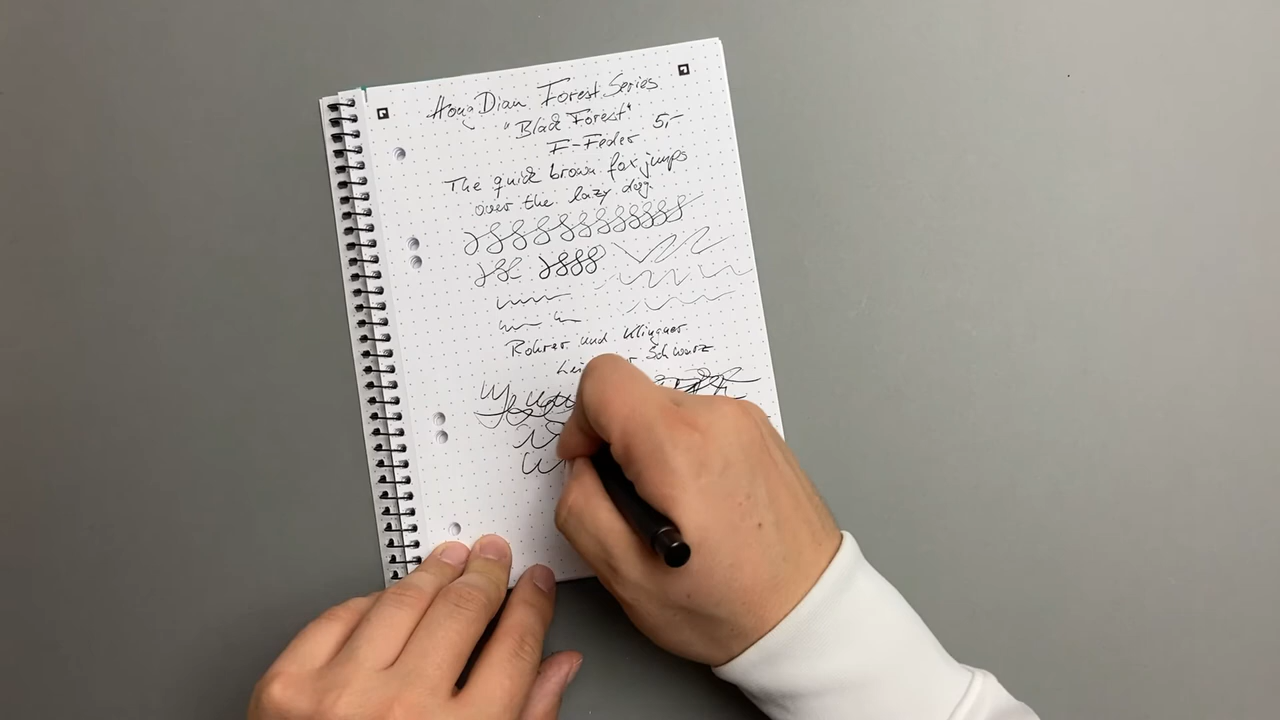 HongDian Forest Series
"Black Forest"
F-Feder 5,-
The quick brown fox jumps
over the lazy dog.
Rohrer und Klingner
Schwarz